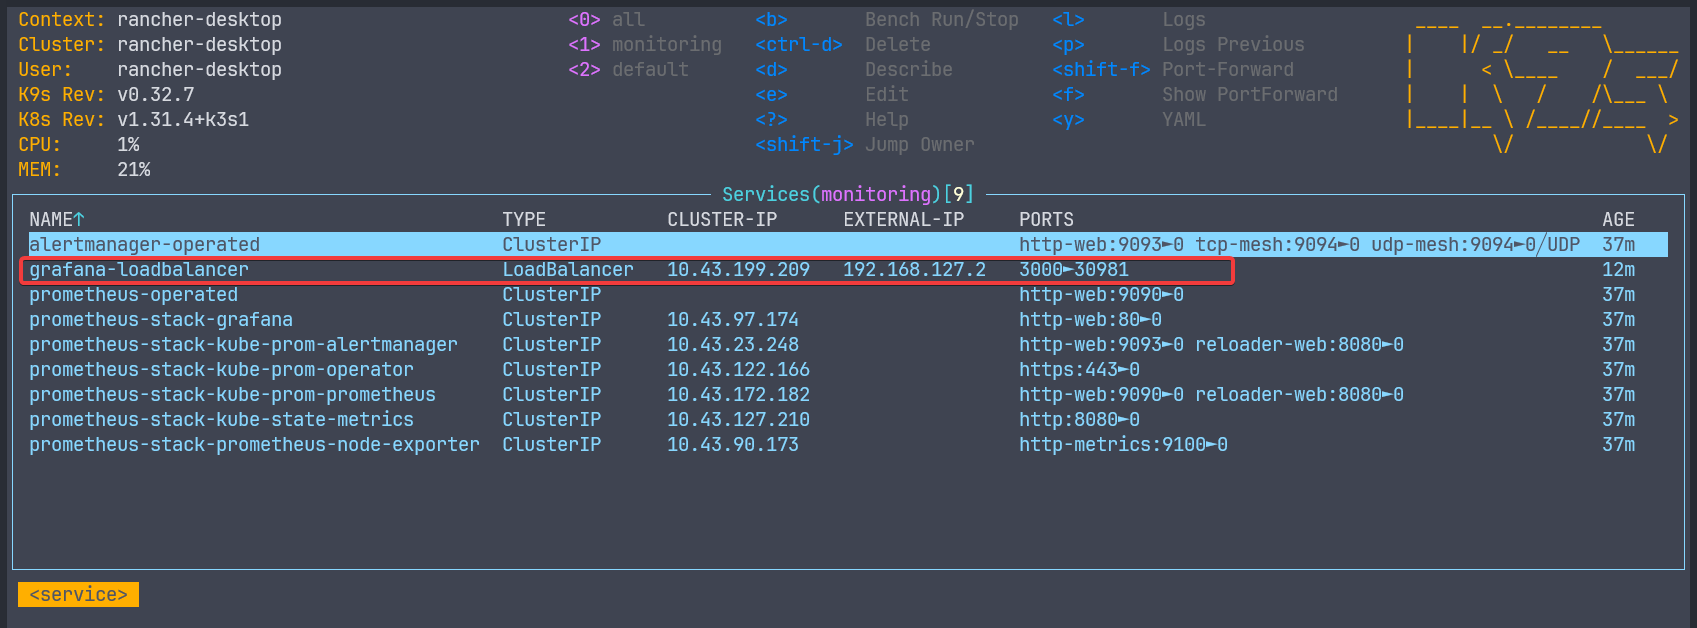 Context: rancher-desktop <0> all <b> Bench Run/Stop <l> Logs
Cluster: rancher-desktop <1> monitoring <ctrl-d> Delete <p> Logs Previous
User: rancher-desktop <2> default <d> Describe <shift-f> Port-Forward
K9s Rev: v0.32.7 <e> Edit <f> Show PortForward
K8s Rev: v1.31.4+k3s1 <?> Help <y> YAML
CPU: 1% <shift-j> Jump Owner
MEM: 21%
Services(monitoring)[9]
NAME↑ TYPE CLUSTER-IP EXTERNAL-IP PORTS AGE
alertmanager-operated ClusterIP http-web:9093►0 tcp-mesh:9094►0 udp-mesh:9094►0/UDP 37m
grafana-loadbalancer LoadBalancer 10.43.199.209 192.168.127.2 3000►30981 12m
prometheus-operated ClusterIP http-web:9090►0 37m
prometheus-stack-grafana ClusterIP 10.43.97.174 http-web:80►0 37m
prometheus-stack-kube-prom-alertmanager ClusterIP 10.43.23.248 http-web:9093►0 reloader-web:8080►0 37m
prometheus-stack-kube-prom-operator ClusterIP 10.43.122.166 https:443►0 37m
prometheus-stack-kube-prom-prometheus ClusterIP 10.43.172.182 http-web:9090►0 reloader-web:8080►0 37m
prometheus-stack-kube-state-metrics ClusterIP 10.43.127.210 http:8080►0 37m
prometheus-stack-prometheus-node-exporter ClusterIP 10.43.90.173 http-metrics:9100►0 37m
<service>